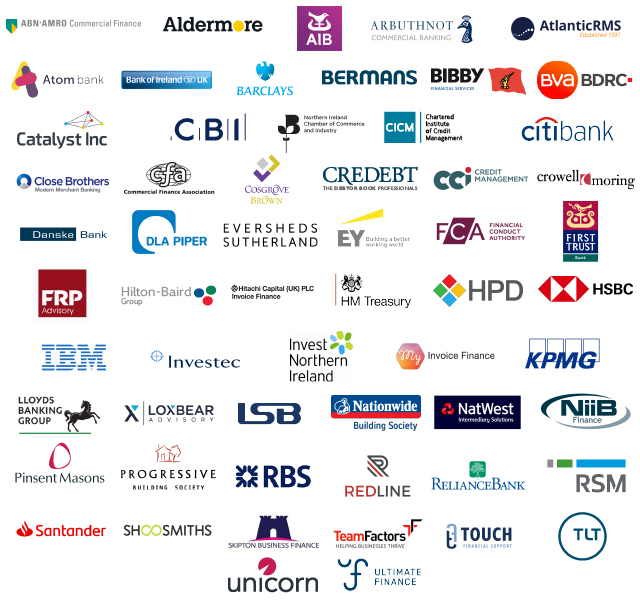 ABN·AMRO Commercial Finance
Aldermore
AIB
ARBUTHNOT
COMMERCIAL BANKING
AtlanticRMS
Established 1997
Atom bank
Bank of Ireland UK
BARCLAYS
BERMANS
BIBBY
FINANCIAL SERVICES
BVa BDRC
Catalyst Inc
CBI
Northern Ireland
Chamber of Commerce
and Industry
CICM
Chartered
Institute
of Credit
Management
citibank
Close Brothers
Modern Merchant Banking
cfa
Commercial Finance Association
COSGROVE
BROWN
CREDEBT
THE DEBTOR BOOK PROFESSIONALS
CCi CREDIT
MANAGEMENT
crowell moring
Danske Bank
DLA PIPER
EVERSHEDS
SUTHERLAND
EY
Building a better
working world
FCA
FINANCIAL
CONDUCT
AUTHORITY
FIRST
TRUST
Bank
FRP
Advisory
Hilton-Baird
Group
Hitachi Capital (UK) PLC
Invoice Finance
HM Treasury
HPD
HSBC
IBM
Investec
Invest
Northern
Ireland
My Invoice Finance
KPMG
LLOYDS
BANKING
GROUP
X LOXBEAR
ADVISORY
LSB
Nationwide
Building Society
NatWest
Intermediary Solutions
NiiB
Finance
Pinsent Masons
PROGRESSIVE
BUILDING SOCIETY
RBS
REDLINE
RELIANCEBANK
RSM
Santander
SHOOSMITHS
SKIPTON BUSINESS FINANCE
TeamFactors
HELPING BUSINESSES THRIVE
TOUCH
FINANCIAL SUPPORT
TLT
unicorn
uf ULTIMATE
FINANCE